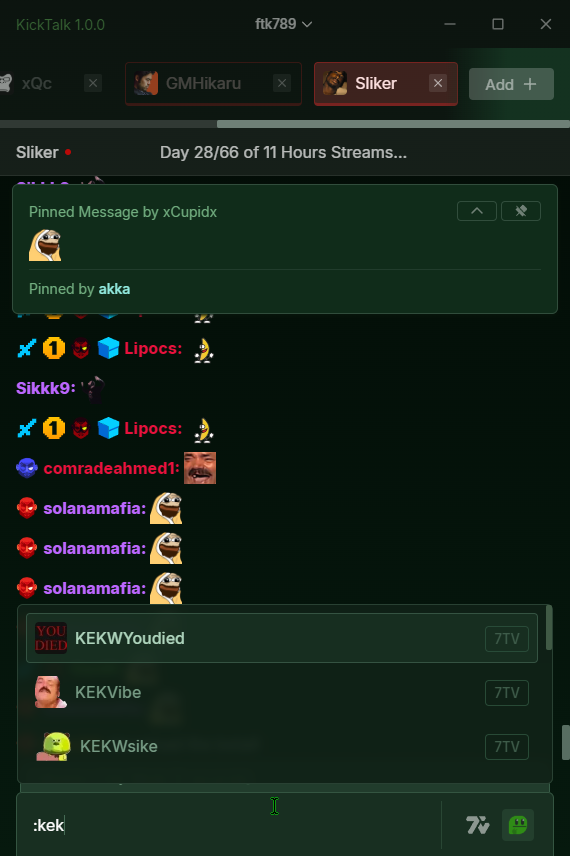 KickTalk 1.0.0
ftk789
xQc
GMHikaru
Sliker
Add
Sliker
Day 28/66 of 11 Hours Streams...
Pinned Message by xCupidx
Pinned by akka
1 Lipocs:
Sikkk9:
1 Lipocs:
comradeahmed1:
solanamafia:
solanamafia:
solanamafia:
YOU DIED KEKWYoudied 7TV
KEKVibe 7TV
KEKWsike 7TV
:kek